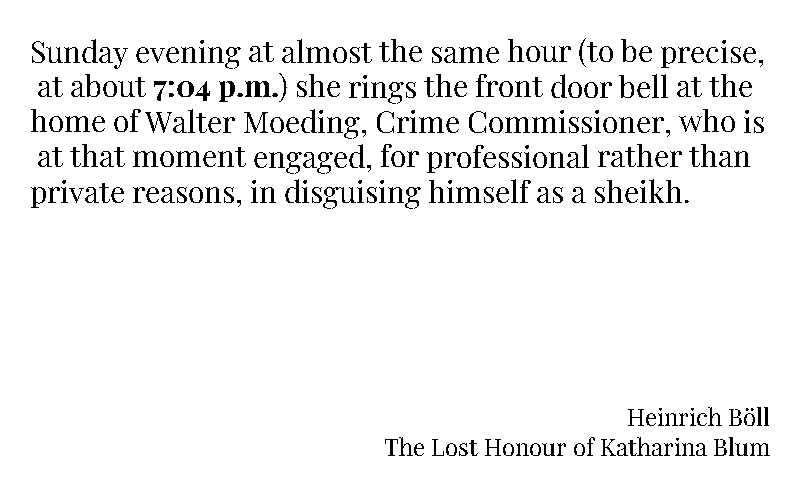 Sunday evening at almost the same hour (to be precise,
at about 7:04 p.m.) she rings the front door bell at the
home of Walter Moeding, Crime Commissioner, who is
at that moment engaged, for professional rather than
private reasons, in disguising himself as a sheikh.
Heinrich Böll
The Lost Honour of Katharina Blum